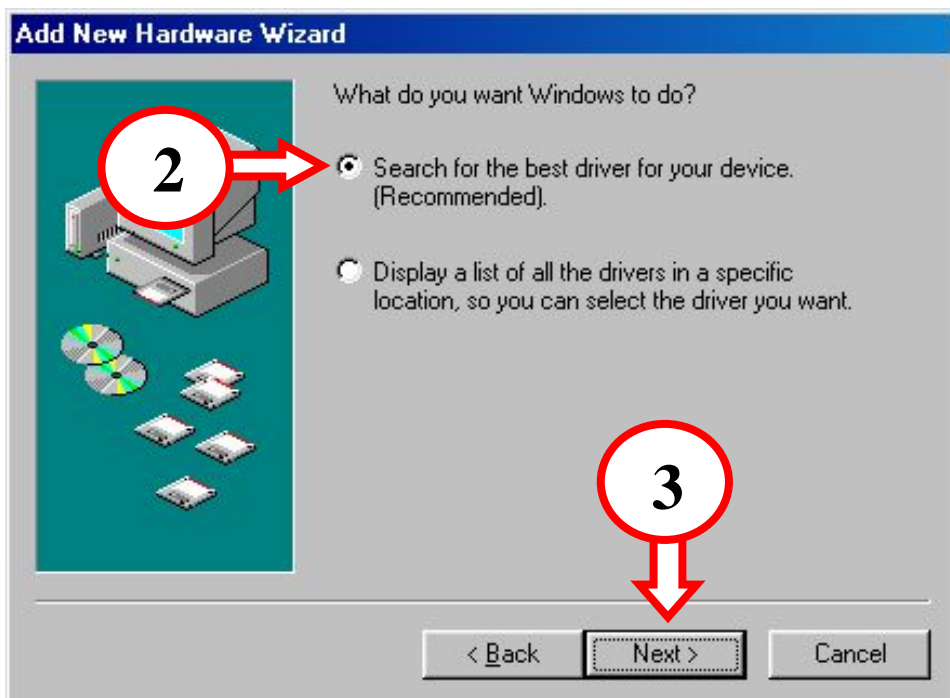 Add New Hardware Wizard
What do you want Windows to do?
2
Search for the best driver for your device.
(Recommended).
Display a list of all the drivers in a specific
location, so you can select the driver you want.
3
< Back
Next >
Cancel